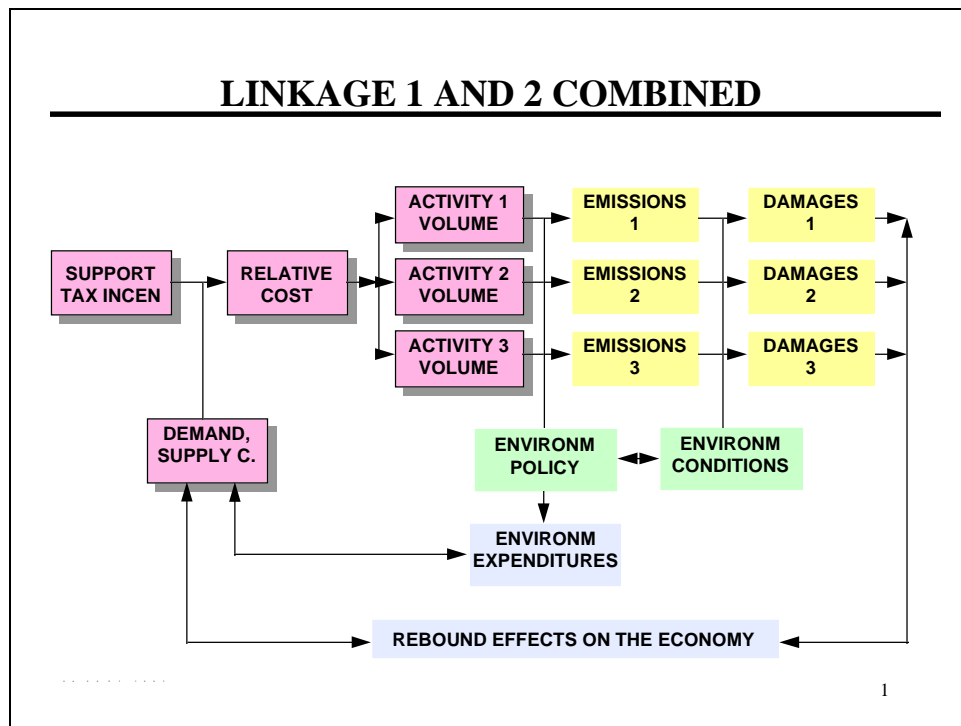 LINKAGE 1 AND 2 COMBINED
SUPPORT
TAX INCEN
RELATIVE
COST
ACTIVITY 1
VOLUME
EMISSIONS
1
DAMAGES
1
ACTIVITY 2
VOLUME
EMISSIONS
2
DAMAGES
2
ACTIVITY 3
VOLUME
EMISSIONS
3
DAMAGES
3
DEMAND,
SUPPLY C.
ENVIRONM
POLICY
ENVIRONM
CONDITIONS
ENVIRONM
EXPENDITURES
REBOUND EFFECTS ON THE ECONOMY
1